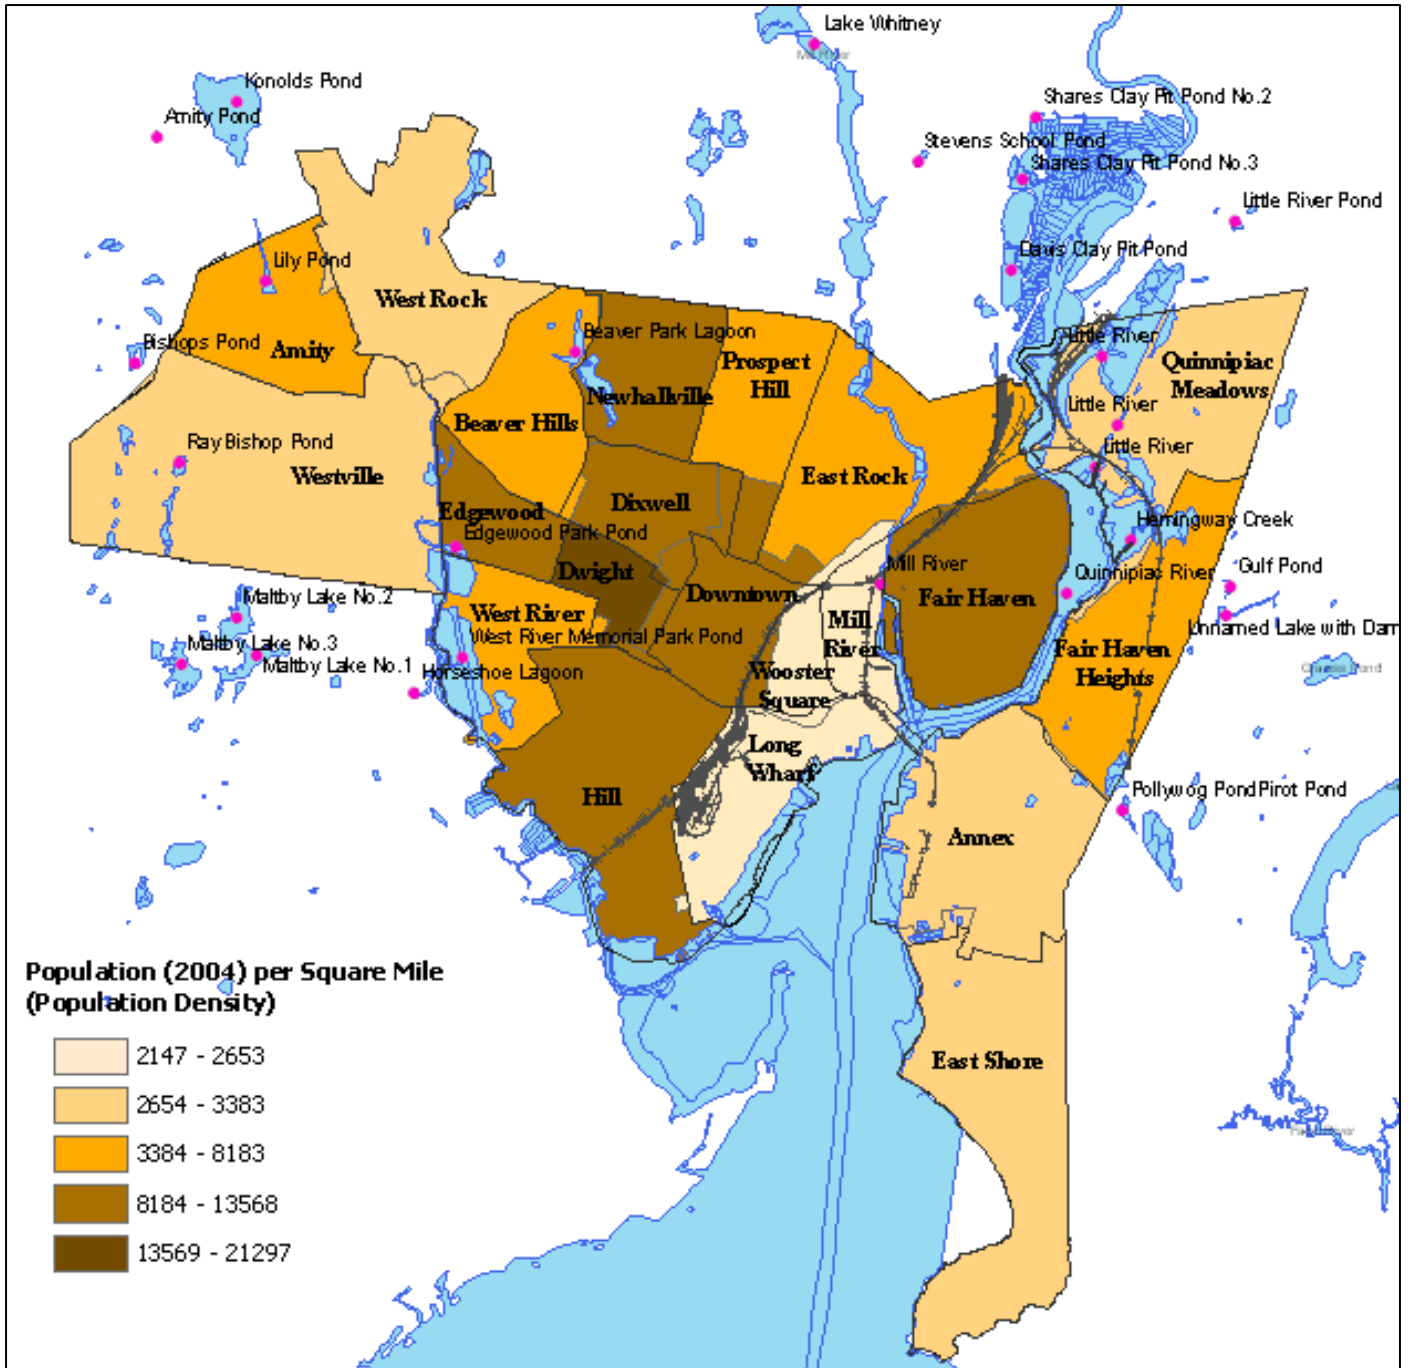 Lake Whitney
Mill River
Konolds Pond
Amity Pond
Shares Clay Pit Pond No.2
Stevens School Pond
Shares Clay Pit Pond No.3
Little River Pond
Davis Clay Pit Pond
Lily Pond
West Rock
Beaver Park Lagoon
Little River
Bishops Pond
Amity
Prospect
Hill
Quinnipiac
Meadows
Newhallville
Little River
Beaver Hills
Ray Bishop Pond
Little River
Westville
East Rock
Dixwell
Edgewood
Hemingway Creek
Edgewood Park Pond
Dwight
Mill River
Quinnipiac River
Gulf Pond
Maltby Lake No.2
Downtown
Fair Haven
West River
Mill
River
Unnamed Lake with Dam
West River Memorial Park Pond
Maltby Lake No.3
Maltby Lake No.1
Fair Haven
Heights
Horseshoe Lagoon
Wooster
Square
Long
Wharf
Hill
Pollywog Pond
Pirot Pond
Annex
Population (2004) per Square Mile
(Population Density)
2147 - 2653
East Shore
2654 - 3383
3384 - 8183
8184 - 13568
13569 - 21297